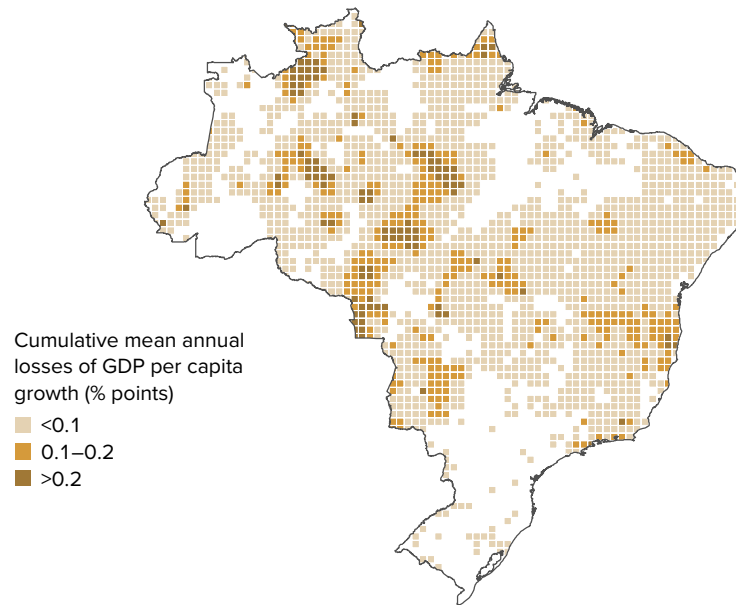 Cumulative mean annual
losses of GDP per capita
growth (% points)
<0.1
0.1–0.2
>0.2